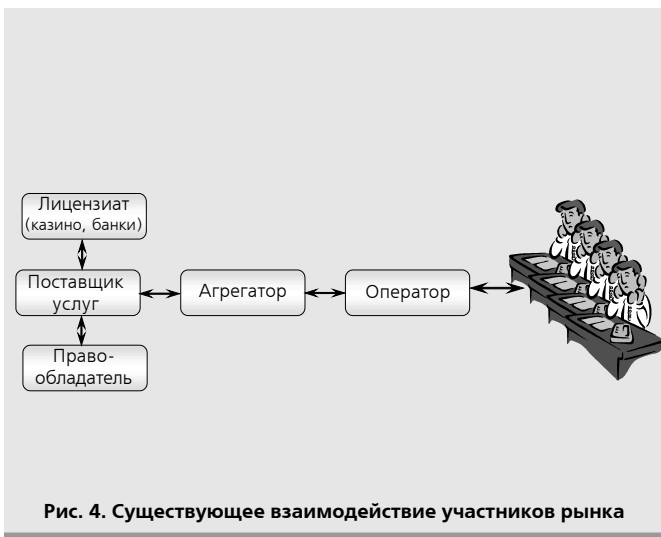 Лицензиат
(казино, банки)
Поставщик
услуг
Агрегатор
Оператор
Право-
обладатель
Рис. 4. Существующее взаимодействие участников рынка